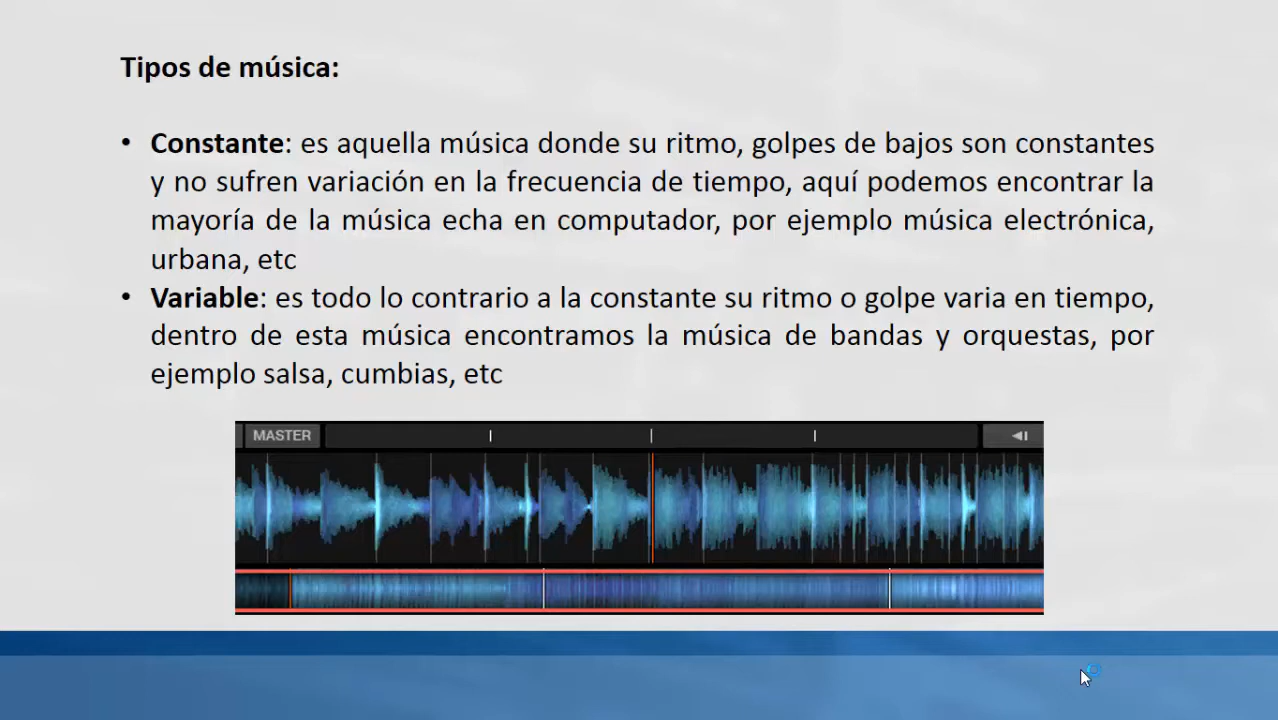 Tipos de música:
• Constante: es aquella música donde su ritmo, golpes de bajos son constantes
y no sufren variación en la frecuencia de tiempo, aquí podemos encontrar la
mayoría de la música echa en computador, por ejemplo música electrónica,
urbana, etc
• Variable: es todo lo contrario a la constante su ritmo o golpe varia en tiempo,
dentro de esta música encontramos la música de bandas y orquestas, por
ejemplo salsa, cumbias, etc
MASTER